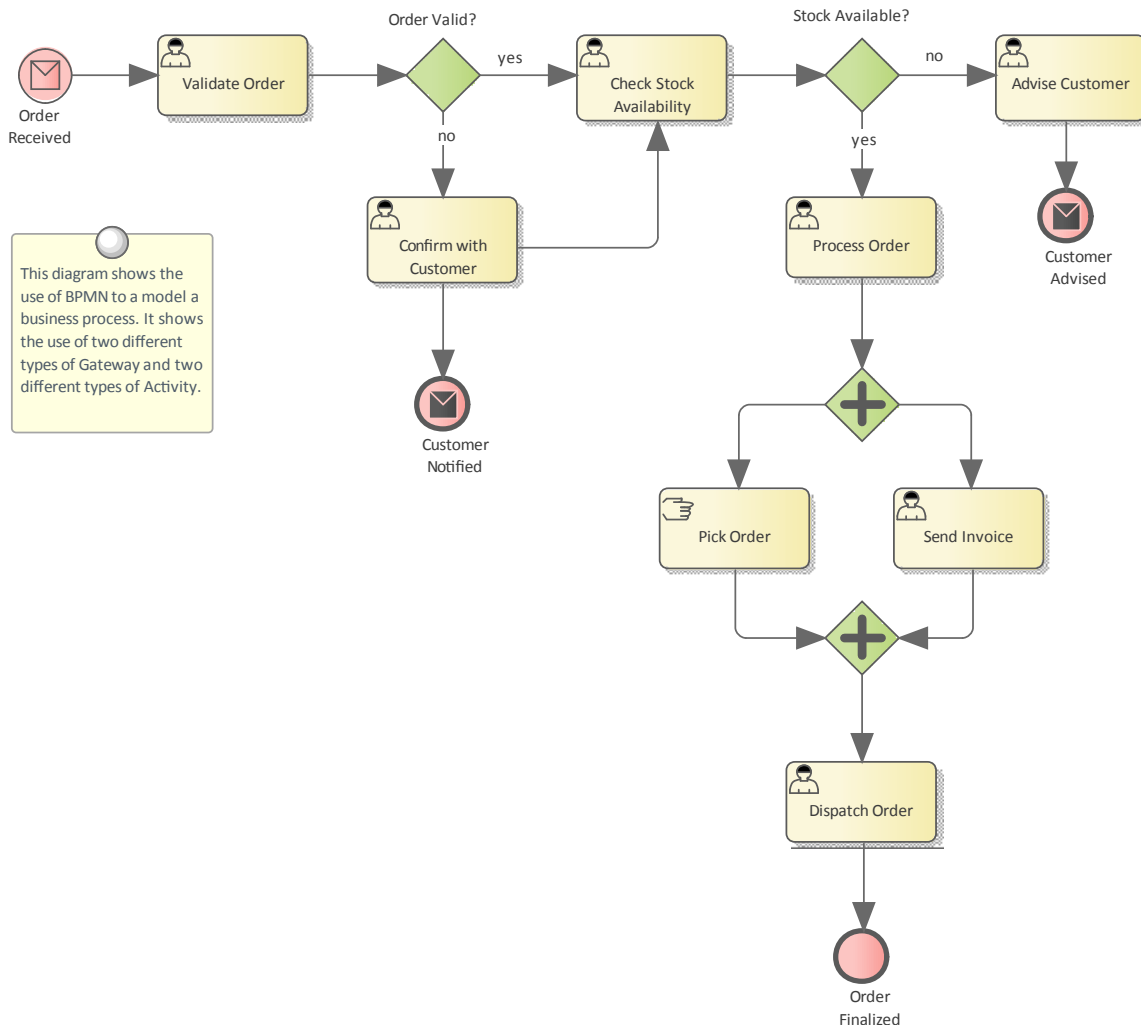 Order Valid?
Stock Available?
Validate Order
yes
Check Stock
Availability
no
Advise Customer
Order
Received
no
yes
Confirm with
Customer
Process Order
Customer
Advised
This diagram shows the
use of BPMN to a model a
business process. It shows
the use of two different
types of Gateway and two
different types of Activity.
Customer
Notified
Pick Order
Send Invoice
Dispatch Order
Order
Finalized